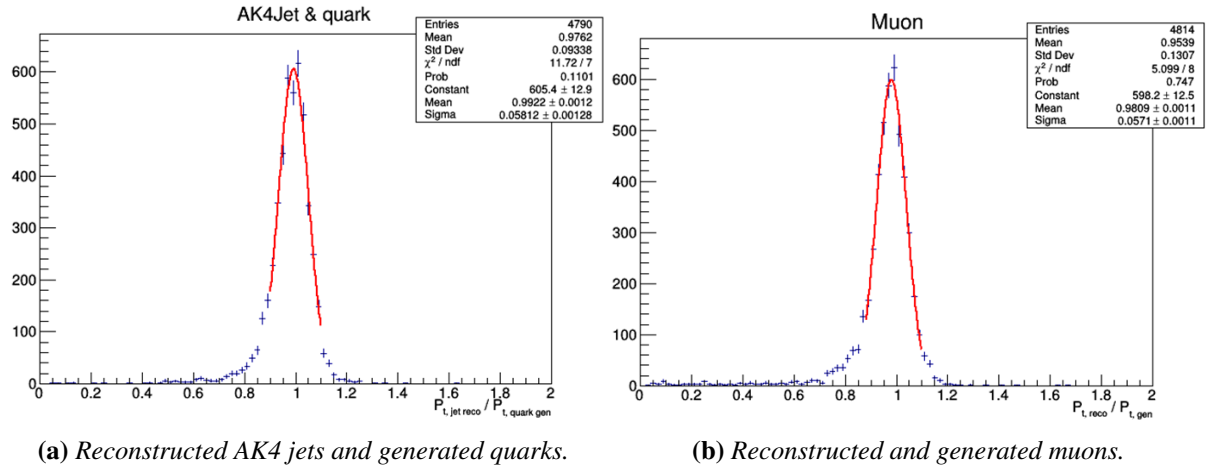 AK4Jet & quark
Entries 4790
Mean 0.9762
Std Dev 0.09338
χ² / ndf 11.72 / 7
Prob 0.1101
Constant 605.4 ± 12.9
Mean 0.9922 ± 0.0012
Sigma 0.05812 ± 0.00128
600
500
400
300
200
100
0
0 0.2 0.4 0.6 0.8 1 1.2 1.4 1.6 1.8 2
P_t, jet reco / P_t, quark gen
(a) Reconstructed AK4 jets and generated quarks.
Muon
Entries 4814
Mean 0.9539
Std Dev 0.1307
χ² / ndf 5.099 / 8
Prob 0.747
Constant 598.2 ± 12.5
Mean 0.9809 ± 0.0011
Sigma 0.0571 ± 0.0011
600
500
400
300
200
100
0
0 0.2 0.4 0.6 0.8 1 1.2 1.4 1.6 1.8 2
P_t, reco / P_t, gen
(b) Reconstructed and generated muons.